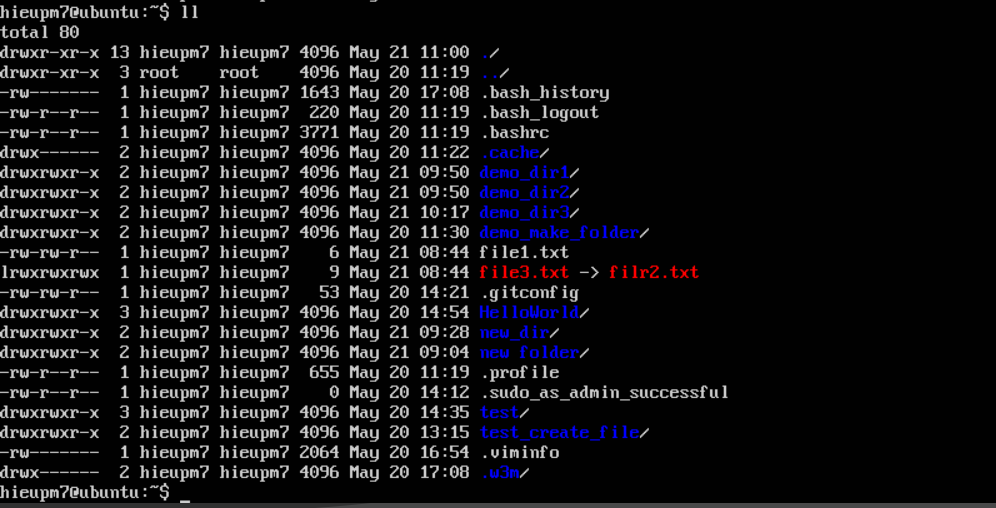 hieupm7@ubuntu:~$ ll
total 80
drwxr-xr-x 13 hieupm7 hieupm7 4096 May 21 11:00 ./
drwxr-xr-x  3 root    root    4096 May 20 11:19 ../
-rw-------  1 hieupm7 hieupm7 1643 May 20 17:08 .bash_history
-rw-r--r--  1 hieupm7 hieupm7  220 May 20 11:19 .bash_logout
-rw-r--r--  1 hieupm7 hieupm7 3771 May 20 11:19 .bashrc
drwx------  2 hieupm7 hieupm7 4096 May 20 11:22 .cache/
drwxrwxr-x  2 hieupm7 hieupm7 4096 May 21 09:50 demo_dir1/
drwxrwxr-x  2 hieupm7 hieupm7 4096 May 21 09:50 demo_dir2/
drwxrwxr-x  2 hieupm7 hieupm7 4096 May 21 10:17 demo_dir3/
drwxrwxr-x  2 hieupm7 hieupm7 4096 May 20 11:30 demo_make_folder/
-rw-rw-r--  1 hieupm7 hieupm7    6 May 21 08:44 file1.txt
lrwxrwxrwx  1 hieupm7 hieupm7    9 May 21 08:44 file3.txt -> filr2.txt
-rw-rw-r--  1 hieupm7 hieupm7   53 May 20 14:21 .gitconfig
drwxrwxr-x  3 hieupm7 hieupm7 4096 May 20 14:54 HelloWorld/
drwxrwxr-x  2 hieupm7 hieupm7 4096 May 21 09:28 new_dir/
drwxrwxr-x  2 hieupm7 hieupm7 4096 May 21 09:04 new folder/
-rw-r--r--  1 hieupm7 hieupm7  655 May 20 11:19 .profile
-rw-r--r--  1 hieupm7 hieupm7    0 May 20 14:12 .sudo_as_admin_successful
drwxrwxr-x  3 hieupm7 hieupm7 4096 May 20 14:35 test/
drwxrwxr-x  2 hieupm7 hieupm7 4096 May 20 13:15 test_create_file/
-rw-------  1 hieupm7 hieupm7 2064 May 20 16:54 .viminfo
drwx------  2 hieupm7 hieupm7 4096 May 20 17:08 .w3m/
hieupm7@ubuntu:~$ _